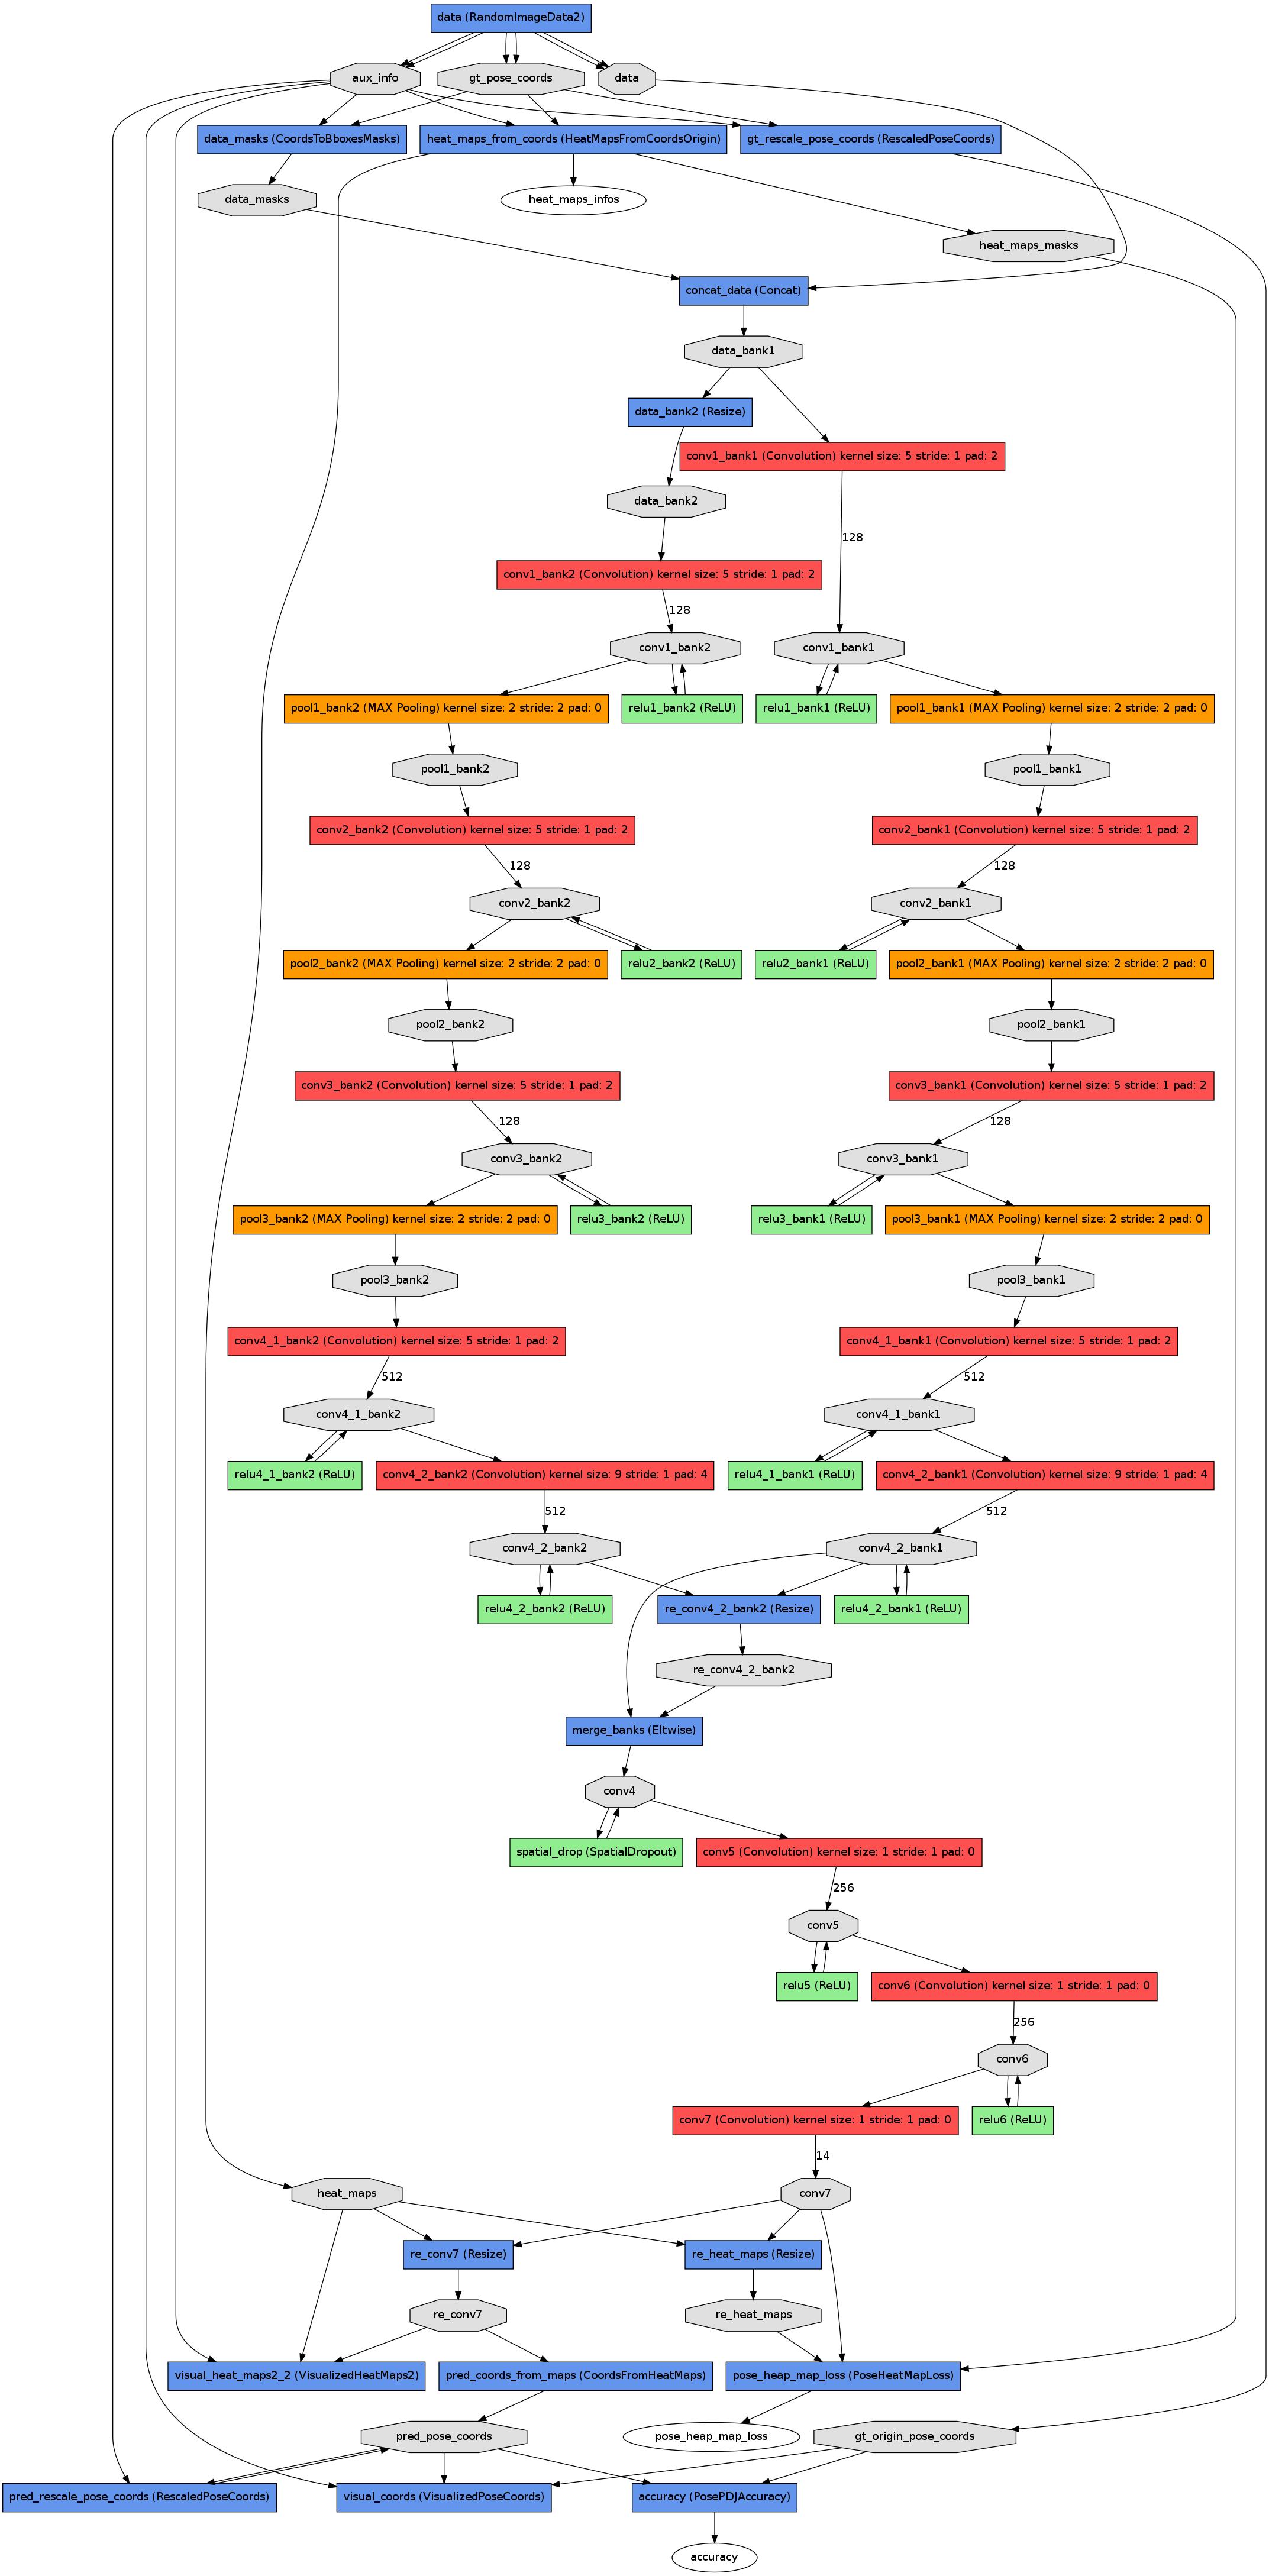 data (RandomImageData2)
aux_info
gt_pose_coords
data
data_masks (CoordsToBboxesMasks)
heat_maps_from_coords (HeatMapsFromCoordsOrigin)
gt_rescale_pose_coords (RescaledPoseCoords)
data_masks
heat_maps_infos
heat_maps_masks
concat_data (Concat)
data_bank1
data_bank2 (Resize)
conv1_bank1 (Convolution) kernel size: 5 stride: 1 pad: 2
data_bank2
128
conv1_bank2 (Convolution) kernel size: 5 stride: 1 pad: 2
128
conv1_bank2
conv1_bank1
pool1_bank2 (MAX Pooling) kernel size: 2 stride: 2 pad: 0
relu1_bank2 (ReLU)
relu1_bank1 (ReLU)
pool1_bank1 (MAX Pooling) kernel size: 2 stride: 2 pad: 0
pool1_bank2
pool1_bank1
conv2_bank2 (Convolution) kernel size: 5 stride: 1 pad: 2
conv2_bank1 (Convolution) kernel size: 5 stride: 1 pad: 2
128
128
conv2_bank2
conv2_bank1
pool2_bank2 (MAX Pooling) kernel size: 2 stride: 2 pad: 0
relu2_bank2 (ReLU)
relu2_bank1 (ReLU)
pool2_bank1 (MAX Pooling) kernel size: 2 stride: 2 pad: 0
pool2_bank2
pool2_bank1
conv3_bank2 (Convolution) kernel size: 5 stride: 1 pad: 2
conv3_bank1 (Convolution) kernel size: 5 stride: 1 pad: 2
128
128
conv3_bank2
conv3_bank1
pool3_bank2 (MAX Pooling) kernel size: 2 stride: 2 pad: 0
relu3_bank2 (ReLU)
relu3_bank1 (ReLU)
pool3_bank1 (MAX Pooling) kernel size: 2 stride: 2 pad: 0
pool3_bank2
pool3_bank1
conv4_1_bank2 (Convolution) kernel size: 5 stride: 1 pad: 2
conv4_1_bank1 (Convolution) kernel size: 5 stride: 1 pad: 2
512
512
conv4_1_bank2
conv4_1_bank1
relu4_1_bank2 (ReLU)
conv4_2_bank2 (Convolution) kernel size: 9 stride: 1 pad: 4
relu4_1_bank1 (ReLU)
conv4_2_bank1 (Convolution) kernel size: 9 stride: 1 pad: 4
512
512
conv4_2_bank2
conv4_2_bank1
relu4_2_bank2 (ReLU)
re_conv4_2_bank2 (Resize)
relu4_2_bank1 (ReLU)
re_conv4_2_bank2
merge_banks (Eltwise)
conv4
spatial_drop (SpatialDropout)
conv5 (Convolution) kernel size: 1 stride: 1 pad: 0
256
conv5
relu5 (ReLU)
conv6 (Convolution) kernel size: 1 stride: 1 pad: 0
256
conv6
conv7 (Convolution) kernel size: 1 stride: 1 pad: 0
relu6 (ReLU)
14
heat_maps
conv7
re_conv7 (Resize)
re_heat_maps (Resize)
re_conv7
re_heat_maps
visual_heat_maps2_2 (VisualizedHeatMaps2)
pred_coords_from_maps (CoordsFromHeatMaps)
pose_heap_map_loss (PoseHeatMapLoss)
pred_pose_coords
pose_heap_map_loss
gt_origin_pose_coords
pred_rescale_pose_coords (RescaledPoseCoords)
visual_coords (VisualizedPoseCoords)
accuracy (PosePDJAccuracy)
accuracy